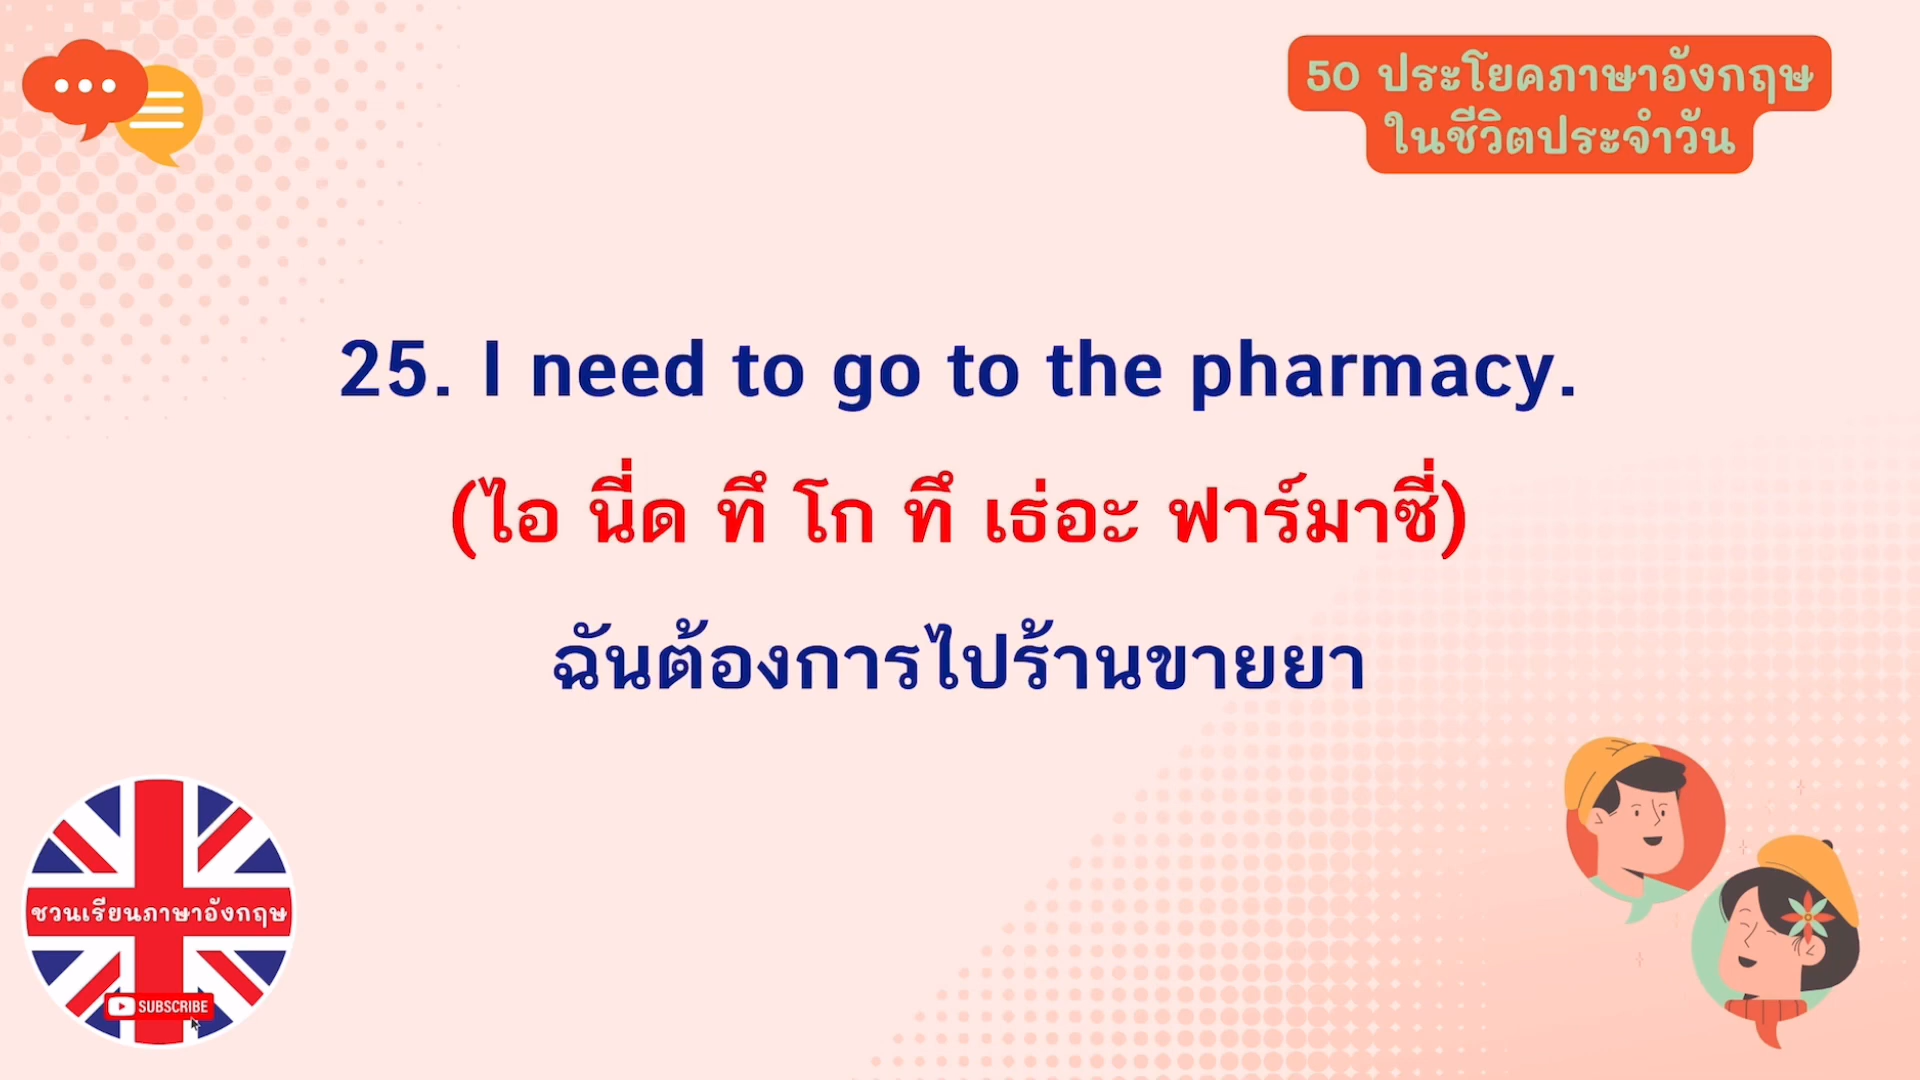 50 ประโยคภาษาอังกฤษ
ในชีวิตประจำวัน
25. I need to go to the pharmacy.
(ไอ นี่ด ทึ โก ทึ เธ่อะ ฟาร์มาซี่)
ฉันต้องการไปร้านขายยา
ชวนเรียนภาษาอังกฤษ
SUBSCRIBE